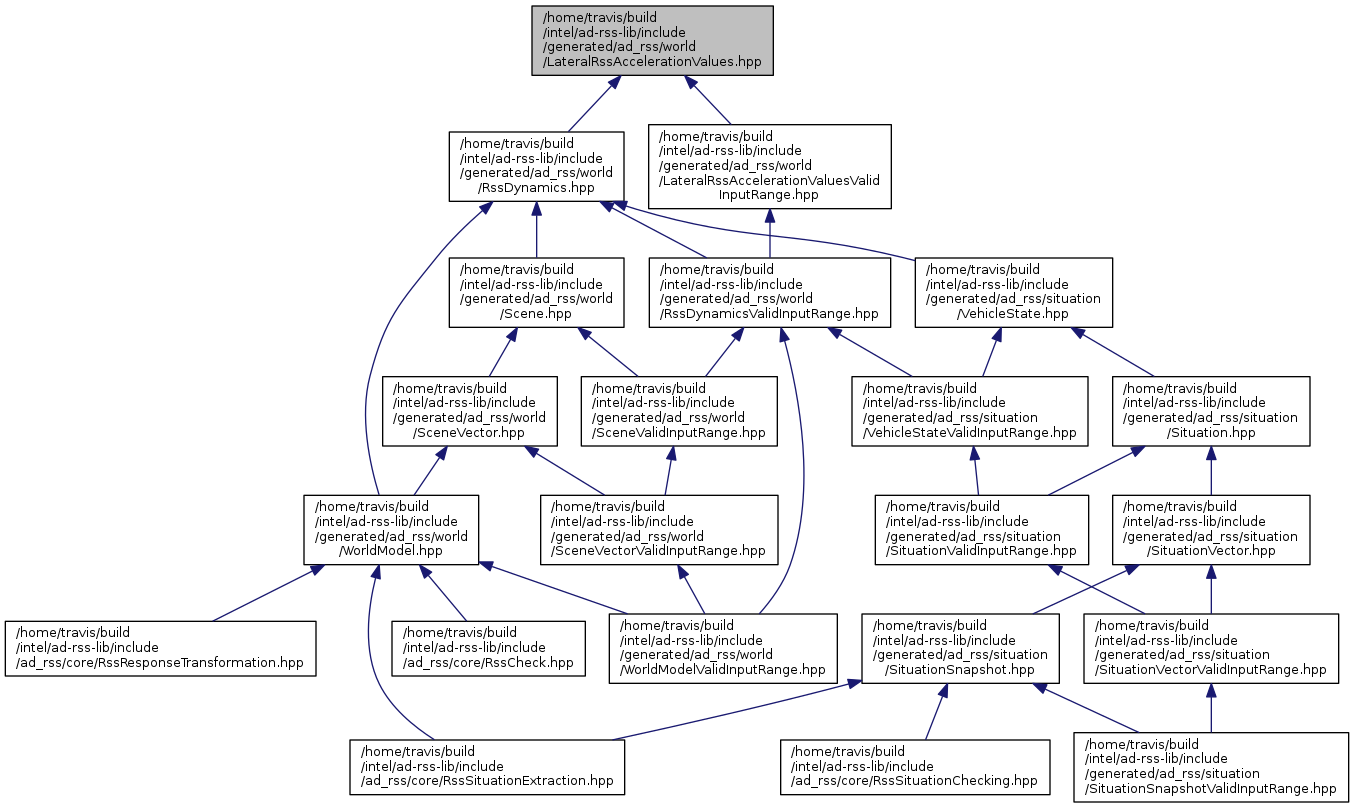 /home/travis/build
/intel/ad-rss-lib/include
/generated/ad_rss/world
/LateralRssAccelerationValues.hpp
/home/travis/build
/intel/ad-rss-lib/include
/generated/ad_rss/world
/RssDynamics.hpp
/home/travis/build
/intel/ad-rss-lib/include
/generated/ad_rss/world
/LateralRssAccelerationValuesValid
InputRange.hpp
/home/travis/build
/intel/ad-rss-lib/include
/generated/ad_rss/world
/Scene.hpp
/home/travis/build
/intel/ad-rss-lib/include
/generated/ad_rss/world
/RssDynamicsValidInputRange.hpp
/home/travis/build
/intel/ad-rss-lib/include
/generated/ad_rss/situation
/VehicleState.hpp
/home/travis/build
/intel/ad-rss-lib/include
/generated/ad_rss/world
/SceneVector.hpp
/home/travis/build
/intel/ad-rss-lib/include
/generated/ad_rss/world
/SceneValidInputRange.hpp
/home/travis/build
/intel/ad-rss-lib/include
/generated/ad_rss/situation
/VehicleStateValidInputRange.hpp
/home/travis/build
/intel/ad-rss-lib/include
/generated/ad_rss/situation
/Situation.hpp
/home/travis/build
/intel/ad-rss-lib/include
/generated/ad_rss/world
/WorldModel.hpp
/home/travis/build
/intel/ad-rss-lib/include
/generated/ad_rss/world
/SceneVectorValidInputRange.hpp
/home/travis/build
/intel/ad-rss-lib/include
/generated/ad_rss/situation
/SituationValidInputRange.hpp
/home/travis/build
/intel/ad-rss-lib/include
/generated/ad_rss/situation
/SituationVector.hpp
/home/travis/build
/intel/ad-rss-lib/include
/ad_rss/core/RssResponseTransformation.hpp
/home/travis/build
/intel/ad-rss-lib/include
/ad_rss/core/RssCheck.hpp
/home/travis/build
/intel/ad-rss-lib/include
/generated/ad_rss/world
/WorldModelValidInputRange.hpp
/home/travis/build
/intel/ad-rss-lib/include
/generated/ad_rss/situation
/SituationSnapshot.hpp
/home/travis/build
/intel/ad-rss-lib/include
/generated/ad_rss/situation
/SituationVectorValidInputRange.hpp
/home/travis/build
/intel/ad-rss-lib/include
/ad_rss/core/RssSituationExtraction.hpp
/home/travis/build
/intel/ad-rss-lib/include
/ad_rss/core/RssSituationChecking.hpp
/home/travis/build
/intel/ad-rss-lib/include
/generated/ad_rss/situation
/SituationSnapshotValidInputRange.hpp